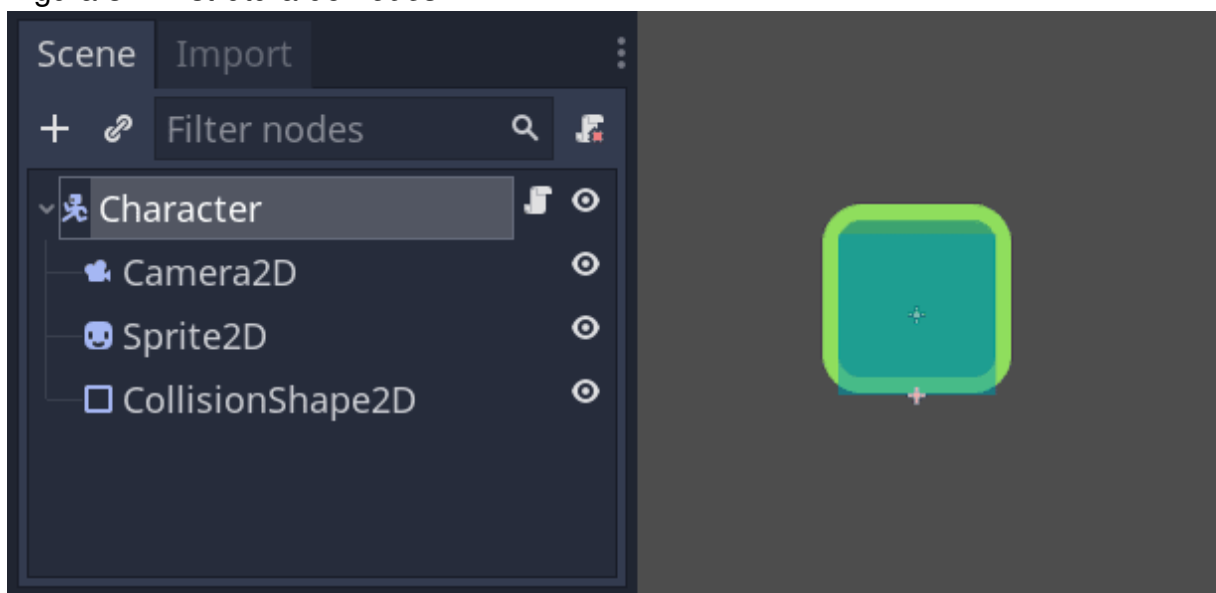 Scene Import
Filter nodes
Character
Camera2D
Sprite2D
CollisionShape2D